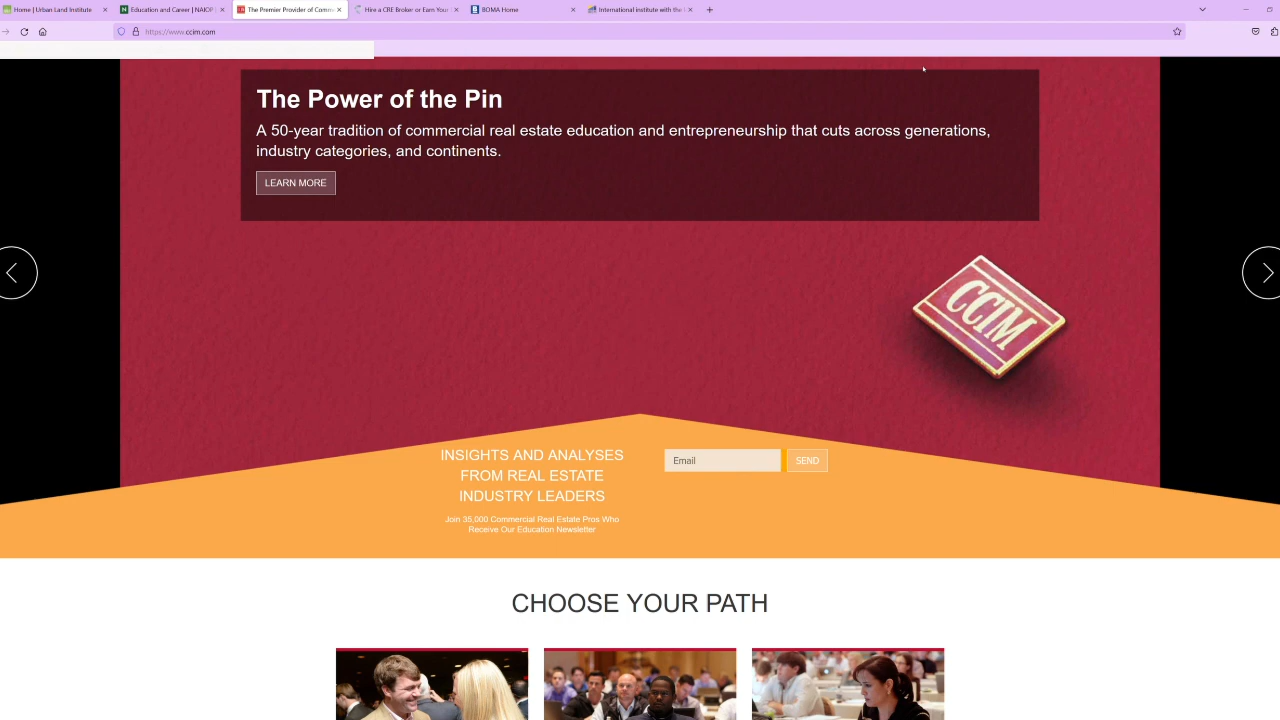 Home | Urban Land Institute
Education and Career | NAIOP |
The Premier Provider of Comm
Hire a CRE Broker or Earn Your
BOMA Home
International institute with the
https://www.ccim.com
The Power of the Pin
A 50-year tradition of commercial real estate education and entrepreneurship that cuts across generations,
industry categories, and continents.
LEARN MORE
CCIM
INSIGHTS AND ANALYSES
FROM REAL ESTATE
INDUSTRY LEADERS
Email
SEND
Join 35,000 Commercial Real Estate Pros Who
Receive Our Education Newsletter
CHOOSE YOUR PATH